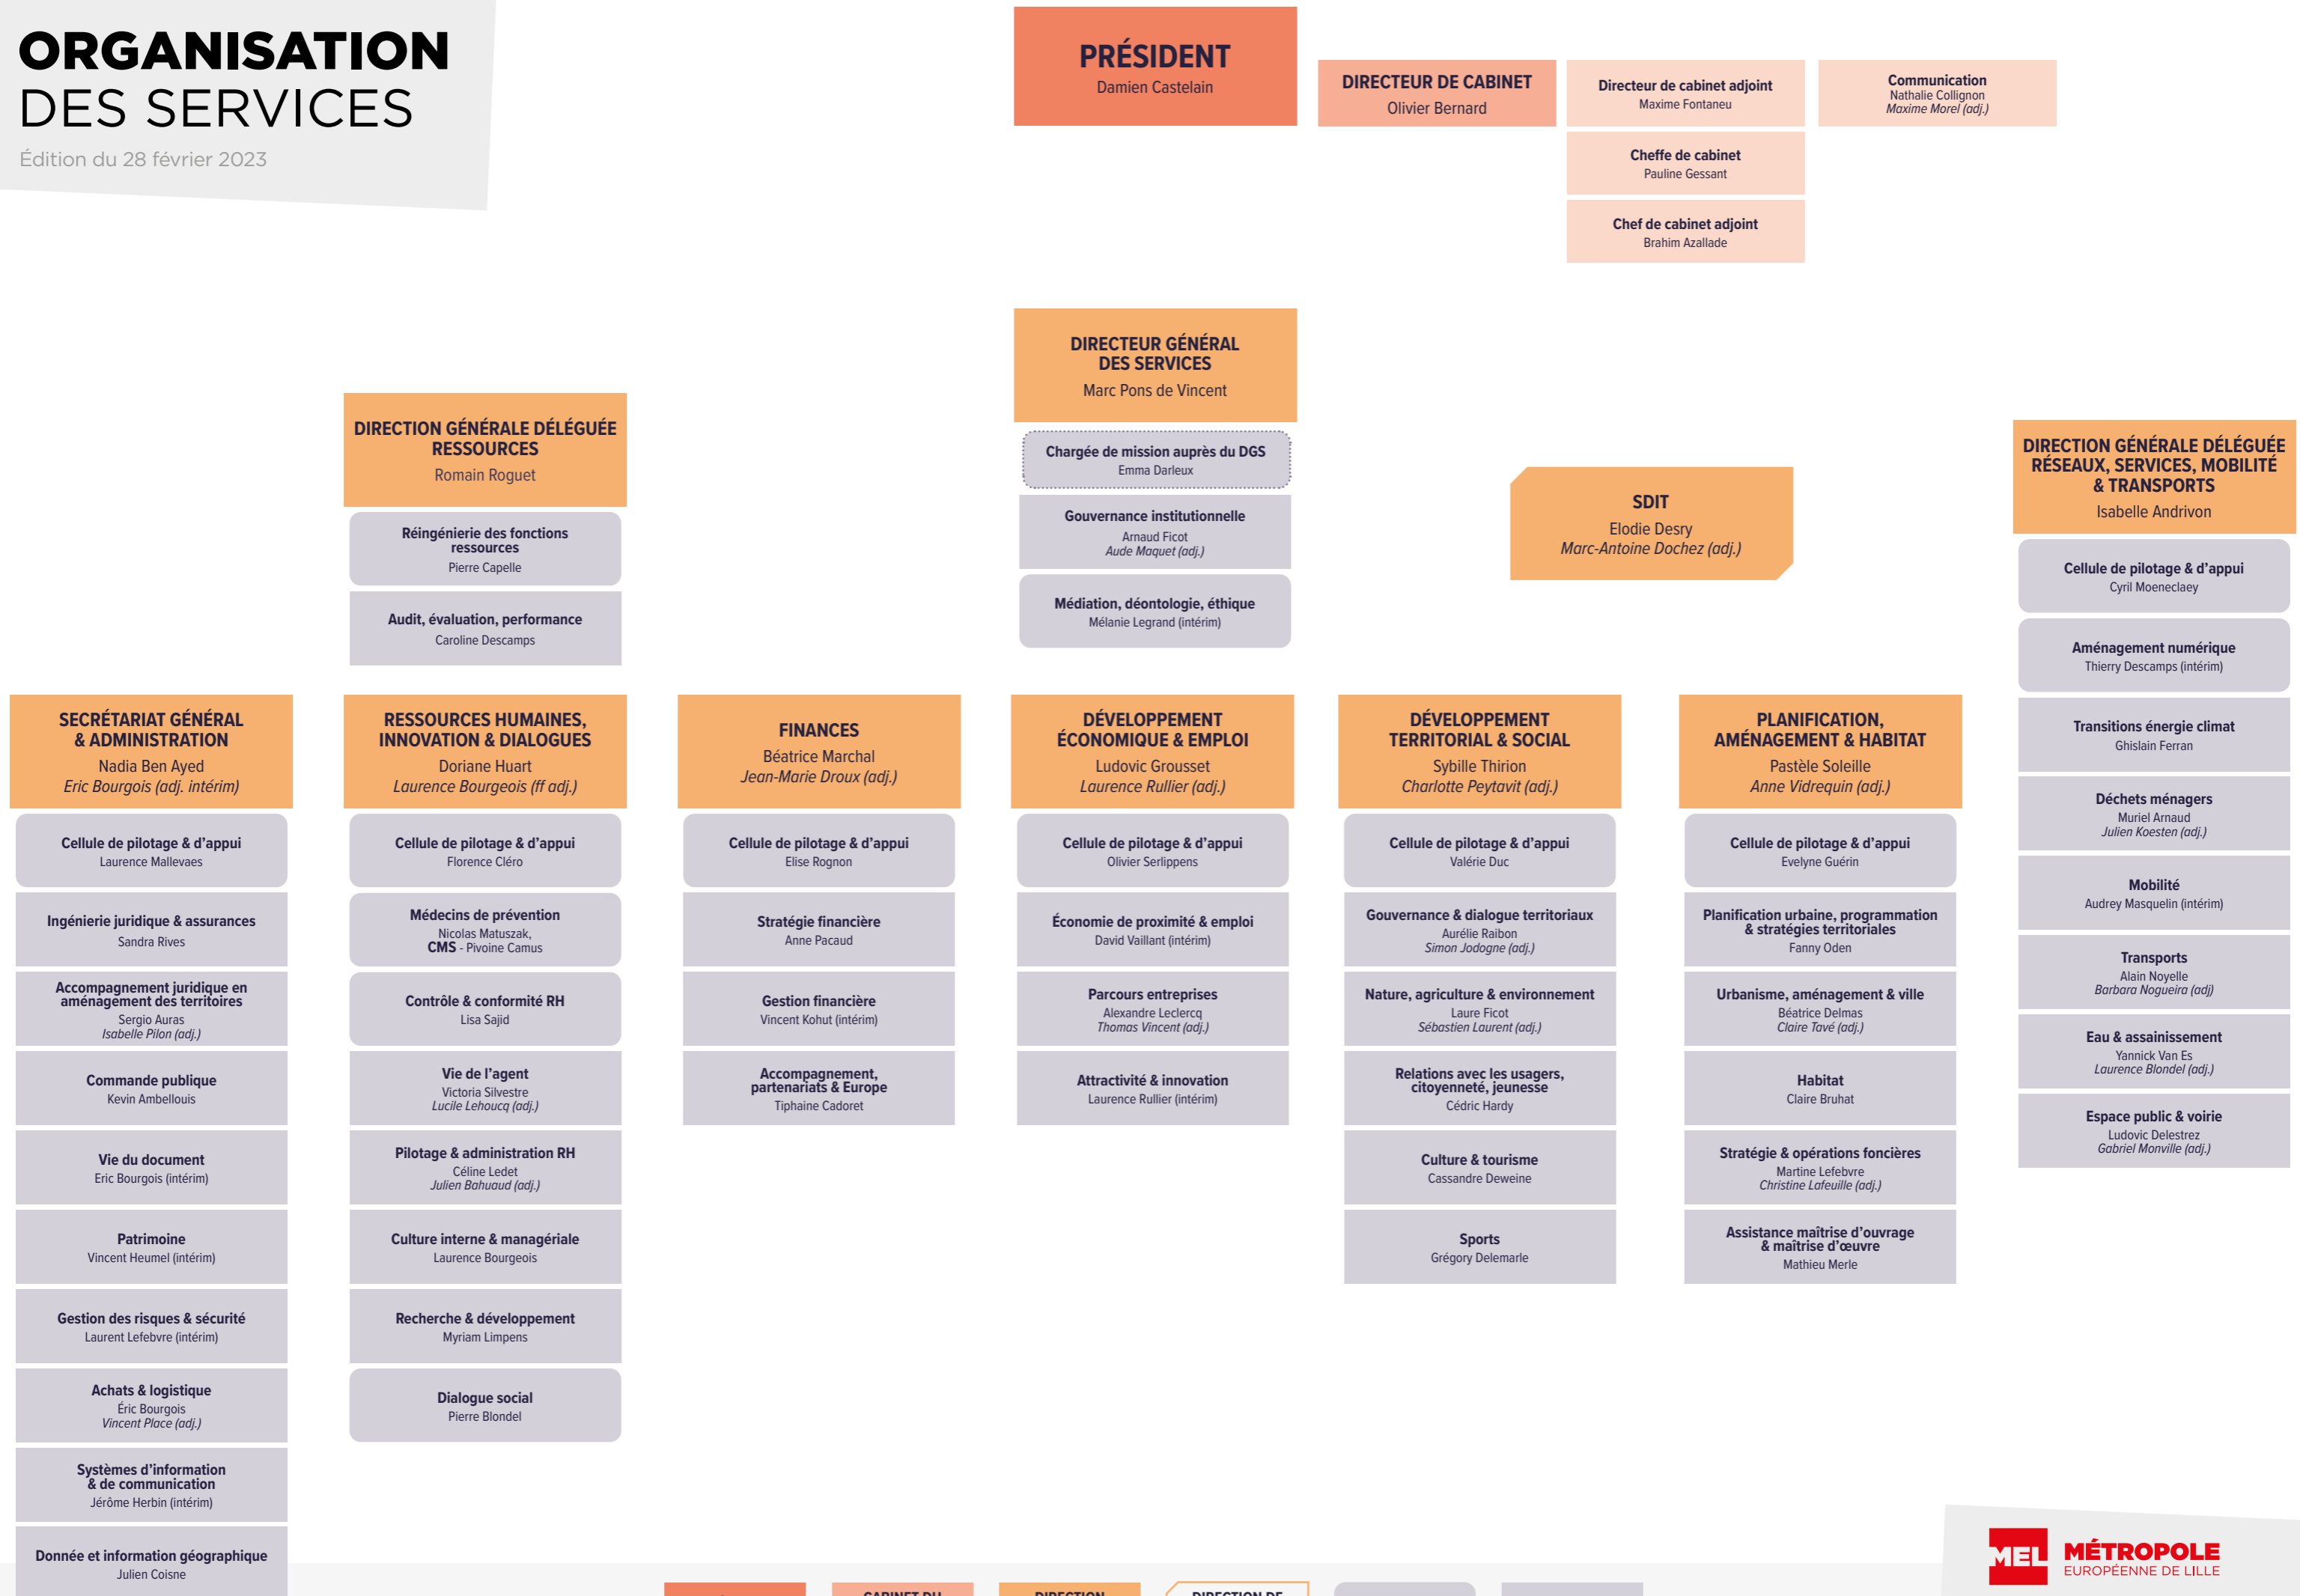 ORGANISATION
DES SERVICES
Édition du 28 février 2023
PRÉSIDENT
Damien Castelain
DIRECTEUR DE CABINET
Olivier Bernard
Directeur de cabinet adjoint
Maxime Fontaneu
Communication
Nathalie Collignon
Maxime Morel (adj.)
Cheffe de cabinet
Pauline Gessant
Chef de cabinet adjoint
Brahim Azallade
DIRECTEUR GÉNÉRAL
DES SERVICES
Marc Pons de Vincent
Chargée de mission auprès du DGS
Emma Darleux
Gouvernance institutionnelle
Arnaud Ficot
Aude Maquet (adj.)
Médiation, déontologie, éthique
Mélanie Legrand (intérim)
DIRECTION GÉNÉRALE DÉLÉGUÉE
RESSOURCES
Romain Roguet
Réingénierie des fonctions
ressources
Pierre Capelle
Audit, évaluation, performance
Caroline Descamps
SDIT
Elodie Desry
Marc-Antoine Dochez (adj.)
DIRECTION GÉNÉRALE DÉLÉGUÉE
RÉSEAUX, SERVICES, MOBILITÉ
& TRANSPORTS
Isabelle Andrivon
Cellule de pilotage & d'appui
Cyril Moeneclaey
Aménagement numérique
Thierry Descamps (intérim)
Transitions énergie climat
Ghislain Ferran
Déchets ménagers
Muriel Arnaud
Julien Koesten (adj.)
Mobilité
Audrey Masquelin (intérim)
Transports
Alain Noyelle
Barbara Nogueira (adj)
Eau & assainissement
Yannick Van Es
Laurence Blondel (adj.)
Espace public & voirie
Ludovic Delestrez
Gabriel Monville (adj.)
SECRÉTARIAT GÉNÉRAL
& ADMINISTRATION
Nadia Ben Ayed
Eric Bourgois (adj. intérim)
Cellule de pilotage & d'appui
Laurence Mallevaes
Ingénierie juridique & assurances
Sandra Rives
Accompagnement juridique en
aménagement des territoires
Sergio Auras
Isabelle Pilon (adj.)
Commande publique
Kevin Ambellouis
Vie du document
Eric Bourgois (intérim)
Patrimoine
Vincent Heumel (intérim)
Gestion des risques & sécurité
Laurent Lefebvre (intérim)
Achats & logistique
Éric Bourgois
Vincent Place (adj.)
Systèmes d'information
& de communication
Jérôme Herbin (intérim)
Donnée et information géographique
Julien Coisne
RESSOURCES HUMAINES,
INNOVATION & DIALOGUES
Doriane Huart
Laurence Bourgeois (ff adj.)
Cellule de pilotage & d'appui
Florence Cléro
Médecins de prévention
Nicolas Matuszak,
CMS - Pivoine Camus
Contrôle & conformité RH
Lisa Sajid
Vie de l'agent
Victoria Silvestre
Lucile Lehoucq (adj.)
Pilotage & administration RH
Céline Ledet
Julien Bahuaud (adj.)
Culture interne & managériale
Laurence Bourgeois
Recherche & développement
Myriam Limpens
Dialogue social
Pierre Blondel
FINANCES
Béatrice Marchal
Jean-Marie Droux (adj.)
Cellule de pilotage & d'appui
Elise Rognon
Stratégie financière
Anne Pacaud
Gestion financière
Vincent Kohut (intérim)
Accompagnement,
partenariats & Europe
Tiphaine Cadoret
DÉVELOPPEMENT
ÉCONOMIQUE & EMPLOI
Ludovic Grousset
Laurence Rullier (adj.)
Cellule de pilotage & d'appui
Olivier Serlippens
Économie de proximité & emploi
David Vaillant (intérim)
Parcours entreprises
Alexandre Leclercq
Thomas Vincent (adj.)
Attractivité & innovation
Laurence Rullier (intérim)
DÉVELOPPEMENT
TERRITORIAL & SOCIAL
Sybille Thirion
Charlotte Peytavit (adj.)
Cellule de pilotage & d'appui
Valérie Duc
Gouvernance & dialogue territoriaux
Aurélie Raibon
Simon Jodogne (adj.)
Nature, agriculture & environnement
Laure Ficot
Sébastien Laurent (adj.)
Relations avec les usagers,
citoyenneté, jeunesse
Cédric Hardy
Culture & tourisme
Cassandre Deweine
Sports
Grégory Delemarle
PLANIFICATION,
AMÉNAGEMENT & HABITAT
Pastèle Soleille
Anne Vidrequin (adj.)
Cellule de pilotage & d'appui
Evelyne Guérin
Planification urbaine, programmation
& stratégies territoriales
Fanny Oden
Urbanisme, aménagement & ville
Béatrice Delmas
Claire Tavé (adj.)
Habitat
Claire Bruhat
Stratégie & opérations foncières
Martine Lefebvre
Christine Lafeuille (adj.)
Assistance maîtrise d'ouvrage
& maîtrise d'œuvre
Mathieu Merle
CABINET DU
DIRECTION
DIRECTION DE
MEL
MÉTROPOLE
EUROPÉENNE DE LILLE